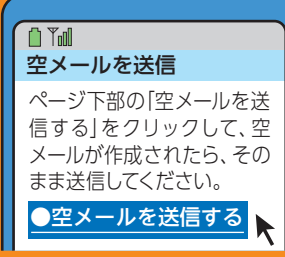 空メールを送信
ページ下部の「空メールを送
信する」をクリックして、空
メールが作成されたら、その
まま送信してください。
●空メールを送信する